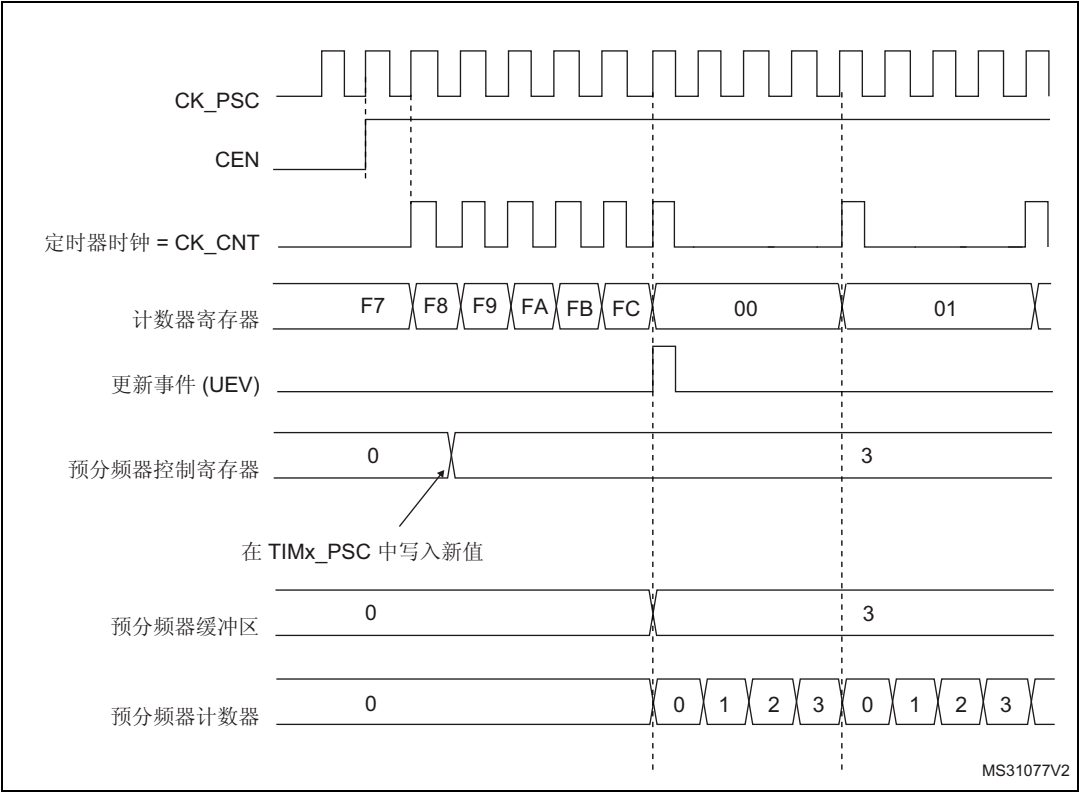 CK_PSC
CEN
定时器时钟 = CK_CNT
计数器寄存器 F7 F8 F9 FA FB FC 00 01
更新事件 (UEV)
预分频器控制寄存器 0 3
在 TIMx_PSC 中写入新值
预分频器缓冲区 0 3
预分频器计数器 0 0 1 2 3 0 1 2 3
MS31077V2